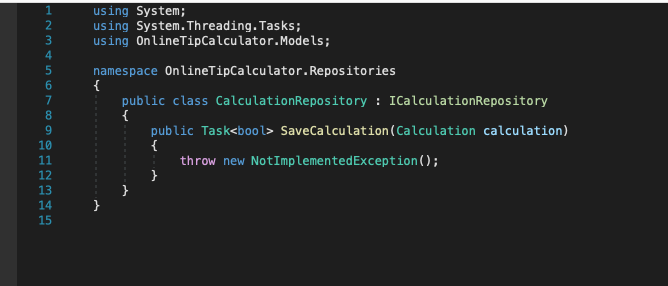 1 using System;
2 using System.Threading.Tasks;
3 using OnlineTipCalculator.Models;
4
5 namespace OnlineTipCalculator.Repositories
6 {
7     public class CalculationRepository : ICalculationRepository
8     {
9         public Task<bool> SaveCalculation(Calculation calculation)
10         {
11             throw new NotImplementedException();
12         }
13     }
14 }
15